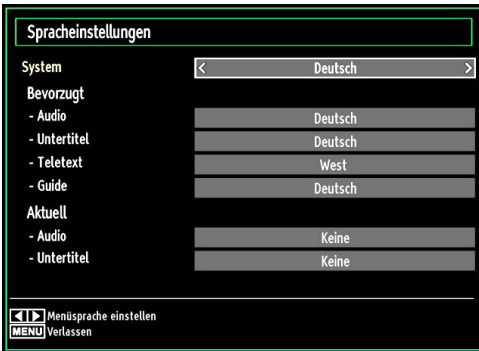 Spracheinstellungen
System < Deutsch >
Bevorzugt
- Audio Deutsch
- Untertitel Deutsch
- Teletext West
- Guide Deutsch
Aktuell
- Audio Keine
- Untertitel Keine
Menüsprache einstellen
MENU Verlassen